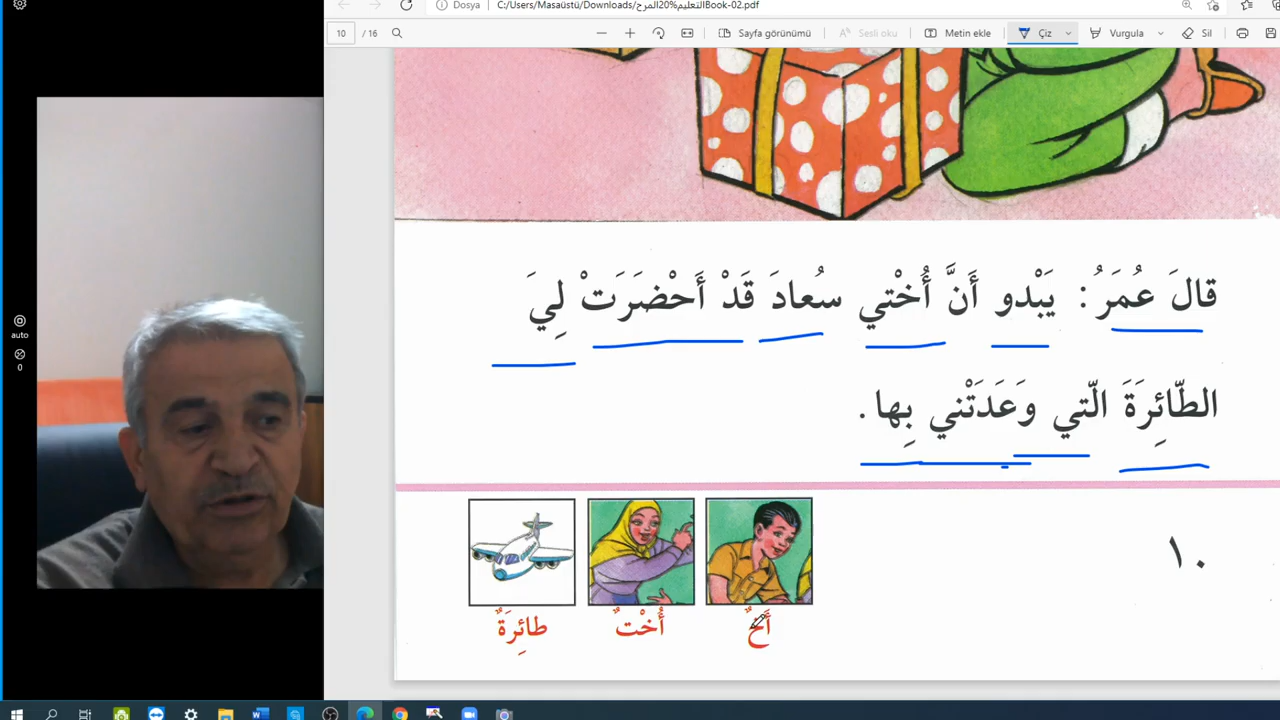 Dosya
C:/Users/Masaüstü/Downloads/التعليم%20المرح/Book-02.pdf
10 / 16
Sayfa görünümü
Sesli oku
Metin ekle
Çiz
Vurgula
Sil
auto
0
قالَ عُمَرُ : يَبْدو أَنَّ أُخْتي سُعادَ قَدْ أَحْضَرَتْ لِيَ
الطّائِرَةَ الّتي وَعَدَتْني بِها .
أَخٌ
أُخْتٌ
طائِرَةٌ
١٠